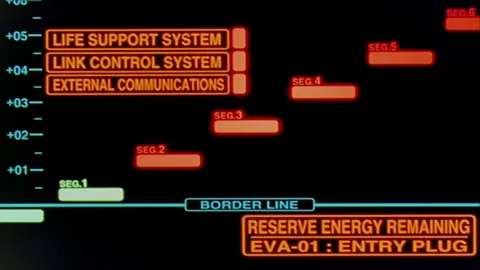 LIFE SUPPORT SYSTEM
LINK CONTROL SYSTEM
EXTERNAL COMMUNICATIONS
+05
+04
+03
+02
+01
SEG.6
SEG.5
SEG.4
SEG.3
SEG.2
SEG.1
BORDER LINE
RESERVE ENERGY REMAINING
EVA-01 : ENTRY PLUG